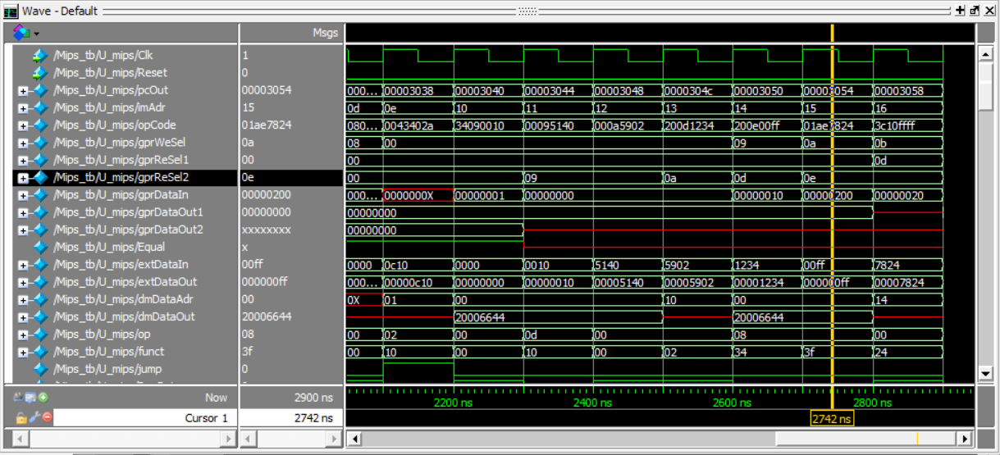 Wave - Default
Msgs
/Mips_tb/U_mips/Clk 1
/Mips_tb/U_mips/Reset 0
/Mips_tb/U_mips/pcOut 00003054 000... 00003038 00003040 00003044 00003048 0000304c 00003050 00003054 00003058
/Mips_tb/U_mips/imAdr 15 0d 0e 10 11 12 13 14 15 16
/Mips_tb/U_mips/opCode 01ae7824 080... 0043402a 34090010 00095140 000a5902 200d1234 200e00ff 01ae7824 3c10ffff
/Mips_tb/U_mips/gprWeSel 0a 08 00 09 0a 0b
/Mips_tb/U_mips/gprReSel1 00 00 0d
/Mips_tb/U_mips/gprReSel2 0e 00 09 0a 0d 0e
/Mips_tb/U_mips/gprDataIn 00000200 000... 0000000X 00000001 00000000 00000010 00000200 00000020
/Mips_tb/U_mips/gprDataOut1 00000000 00000000
/Mips_tb/U_mips/gprDataOut2 xxxxxxxx 00000000
/Mips_tb/U_mips/Equal x
/Mips_tb/U_mips/extDataIn 00ff 0000 0c10 0000 0010 5140 5902 1234 00ff 7824
/Mips_tb/U_mips/extDataOut 000000ff 000... 00000c10 00000000 00000010 00005140 00005902 00001234 000000ff 00007824
/Mips_tb/U_mips/dmDataAdr 00 0X 01 00 10 00 14
/Mips_tb/U_mips/dmDataOut 20006644 20006644 20006644
/Mips_tb/U_mips/op 08 00 02 00 0d 00 08 00
/Mips_tb/U_mips/funct 3f 00 10 00 10 00 02 34 3f 24
/Mips_tb/U_mips/jump 0
Now 2900 ns 2200 ns 2400 ns 2600 ns 2800 ns
Cursor 1 2742 ns 2742 ns